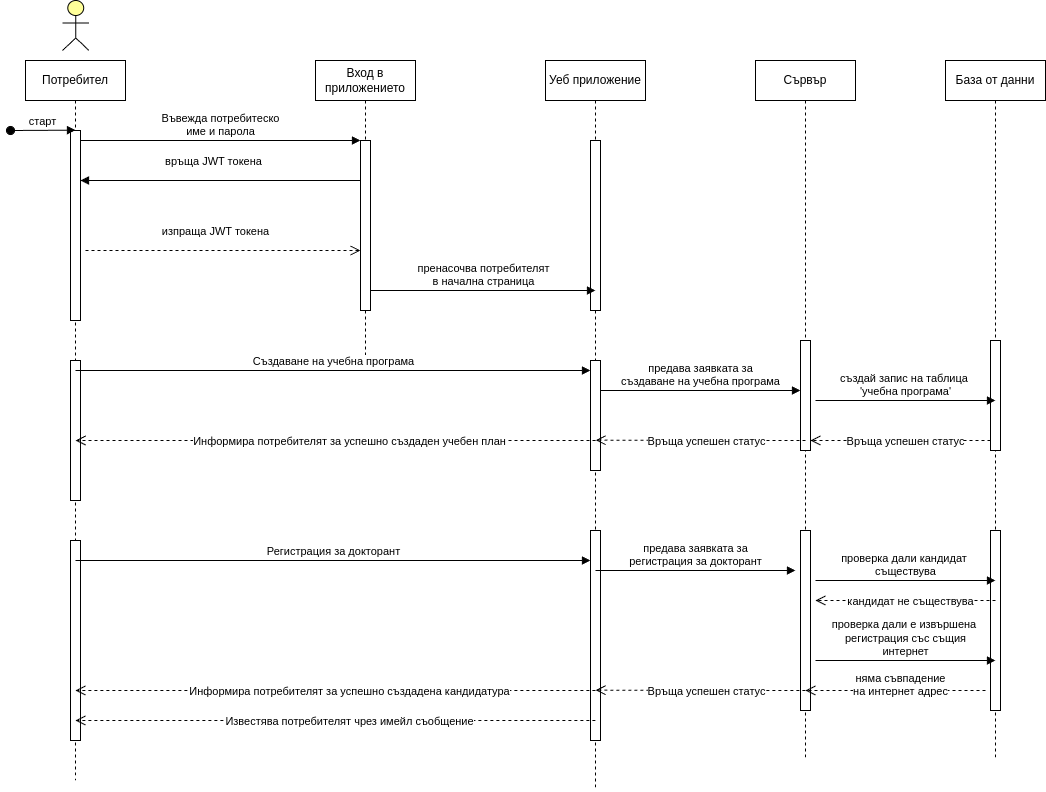 Потребител
Вход в
приложението
Уеб приложение
Сървър
База от данни
старт
Въвежда потребитеско
име и парола
връща JWT токена
изпраща JWT токена
пренасочва потребителят
в начална страница
Създаване на учебна програма
предава заявката за
създаване на учебна програма
създай запис на таблица
'учебна програма'
Информира потребителят за успешно създаден учебен план
Връща успешен статус
Връща успешен статус
Регистрация за докторант
предава заявката за
регистрация за докторант
проверка дали кандидат
съществува
кандидат не съществува
проверка дали е извършена
регистрация със същия
интернет
няма съвпадение
на интернет адрес
Информира потребителят за успешно създадена кандидатура
Връща успешен статус
Известява потребителят чрез имейл съобщение